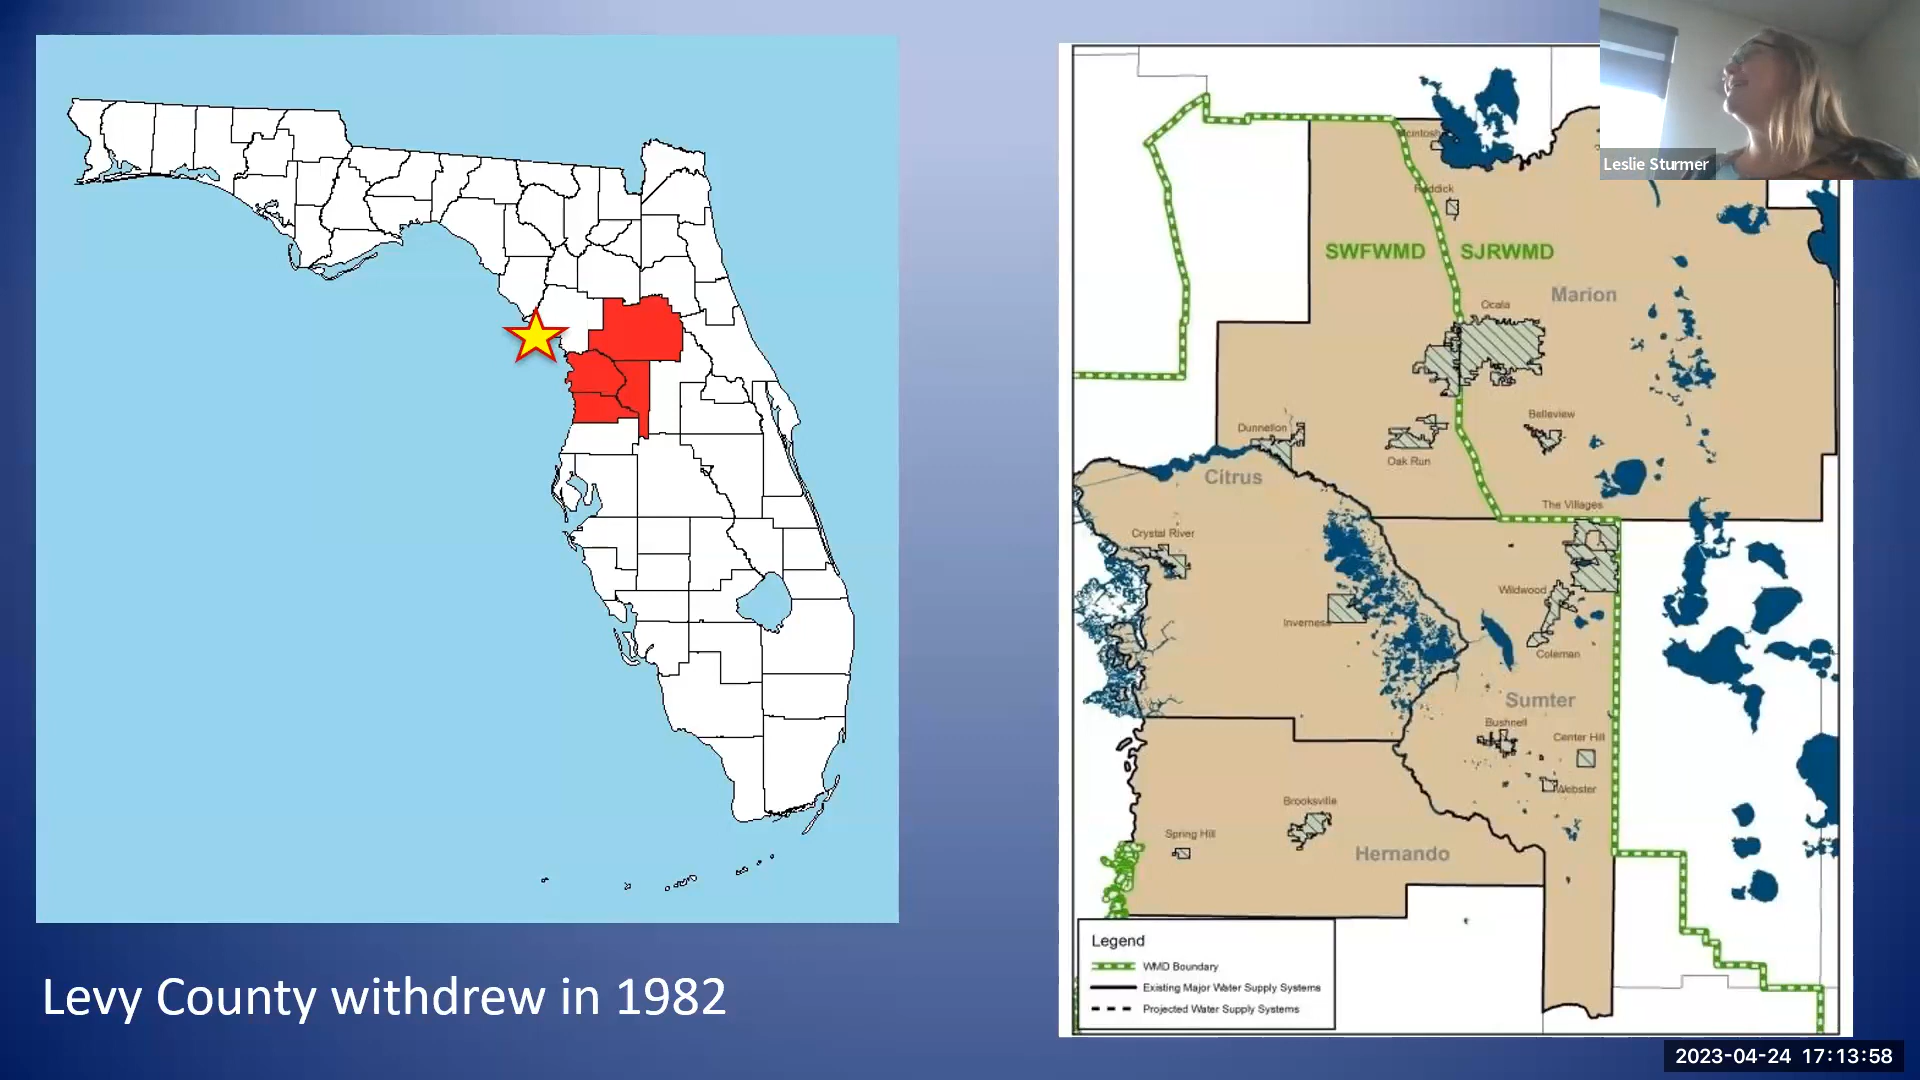 Leslie Sturmer
McIntosh
Reddick
SWFWMD
SJRWMD
Marion
Ocala
Belleview
Dunnellon
Oak Run
Citrus
The Villages
Crystal River
Wildwood
Inverness
Coleman
Sumter
Bushnell
Center Hill
Webster
Brooksville
Spring Hill
Hernando
Legend
WMD Boundary
Existing Major Water Supply Systems
Projected Water Supply Systems
Levy County withdrew in 1982
2023-04-24 17:13:58